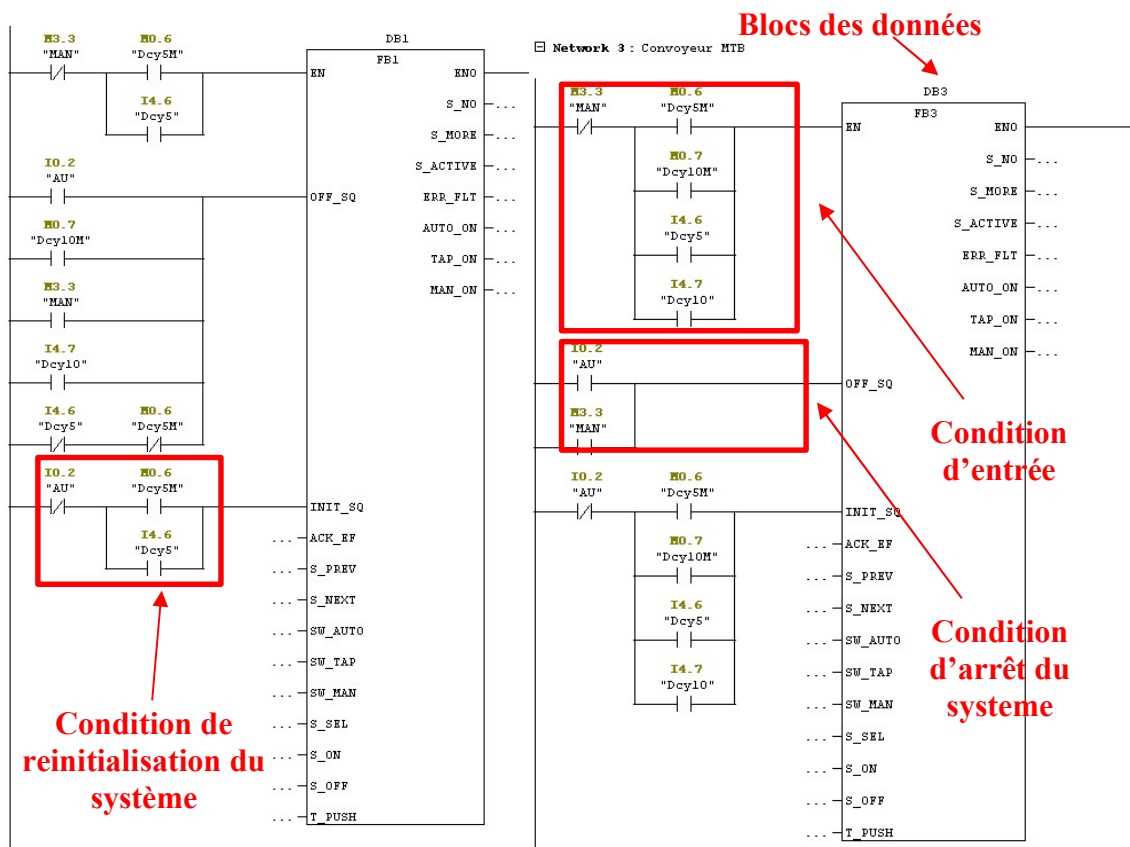 Blocs des données
M3.3 M0.6
"MAN" "Dcy5M"
I4.6
"Dcy5"
I0.2
"AU"
M0.7
"Dcy10M"
M3.3
"MAN"
I4.7
"Dcy10"
I4.6 M0.6
"Dcy5" "Dcy5M"
I0.2 M0.6
"AU" "Dcy5M"
I4.6
"Dcy5"
DB1
FB1
EN ENO
S_NO ...
S_MORE ...
S_ACTIVE ...
OFF_SQ ERR_FLT ...
AUTO_ON ...
TAP_ON ...
MAN_ON ...
INIT_SQ
... ACK_EF
... S_PREV
... S_NEXT
... SW_AUTO
... SW_TAP
... SW_MAN
... S_SEL
... S_ON
... S_OFF
... T_PUSH
Condition de
reinitialisation du
système
Network 3 : Convoyeur MTB
M3.3 M0.6
"MAN" "Dcy5M"
M0.7
"Dcy10M"
I4.6
"Dcy5"
I4.7
"Dcy10"
I0.2
"AU"
M3.3
"MAN"
I0.2 M0.6
"AU" "Dcy5M"
M0.7
"Dcy10M"
I4.6
"Dcy5"
I4.7
"Dcy10"
DB3
FB3
EN ENO
S_NO ...
S_MORE ...
S_ACTIVE ...
ERR_FLT ...
AUTO_ON ...
TAP_ON ...
MAN_ON ...
OFF_SQ
INIT_SQ
... ACK_EF
... S_PREV
... S_NEXT
... SW_AUTO
... SW_TAP
... SW_MAN
... S_SEL
... S_ON
... S_OFF
... T_PUSH
Condition
d'entrée
Condition
d'arrêt du
systeme